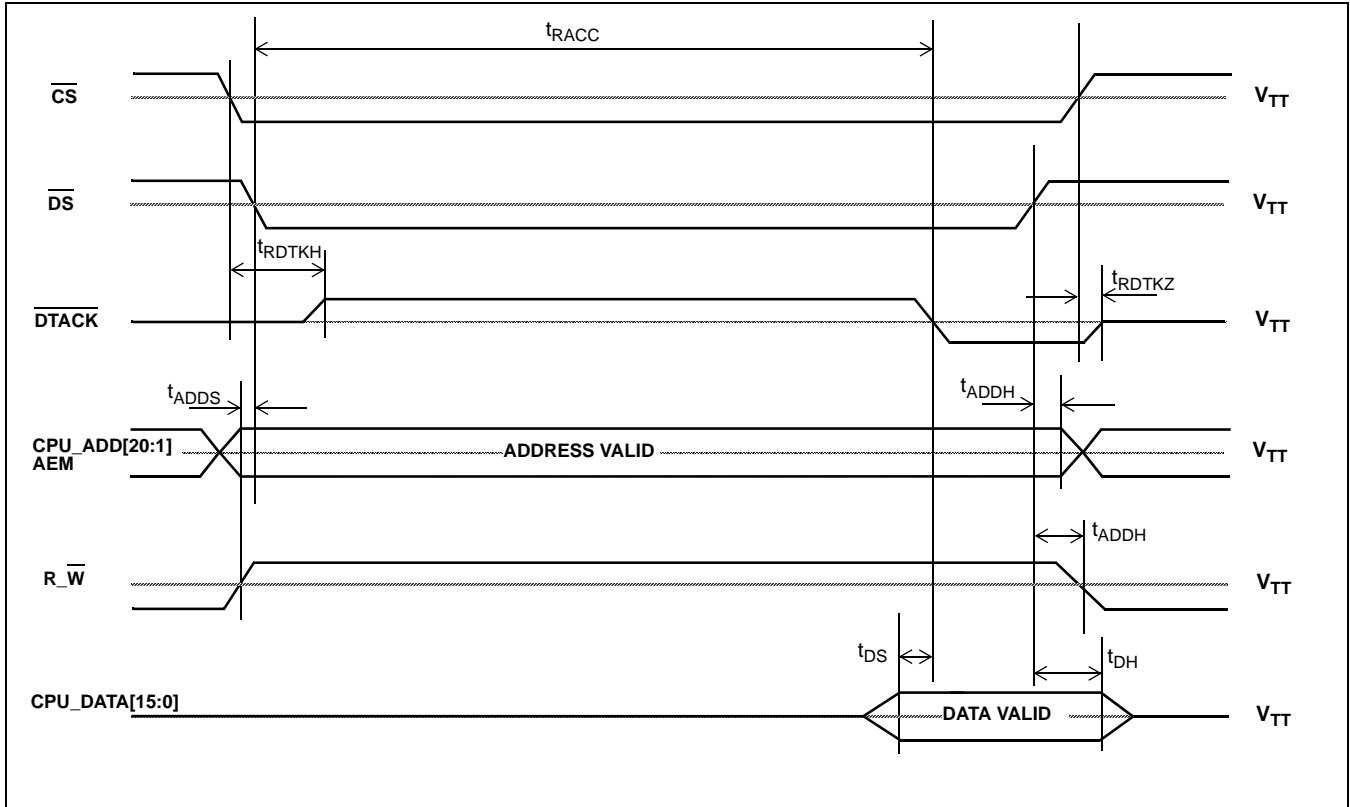 tRACC
CS VTT
DS VTT
tRDTKH
tRDTKZ
DTACK VTT
tADDS tADDH
CPU_ADD[20:1] ADDRESS VALID VTT
AEM
tADDH
R_W VTT
tDS tDH
CPU_DATA[15:0] DATA VALID VTT